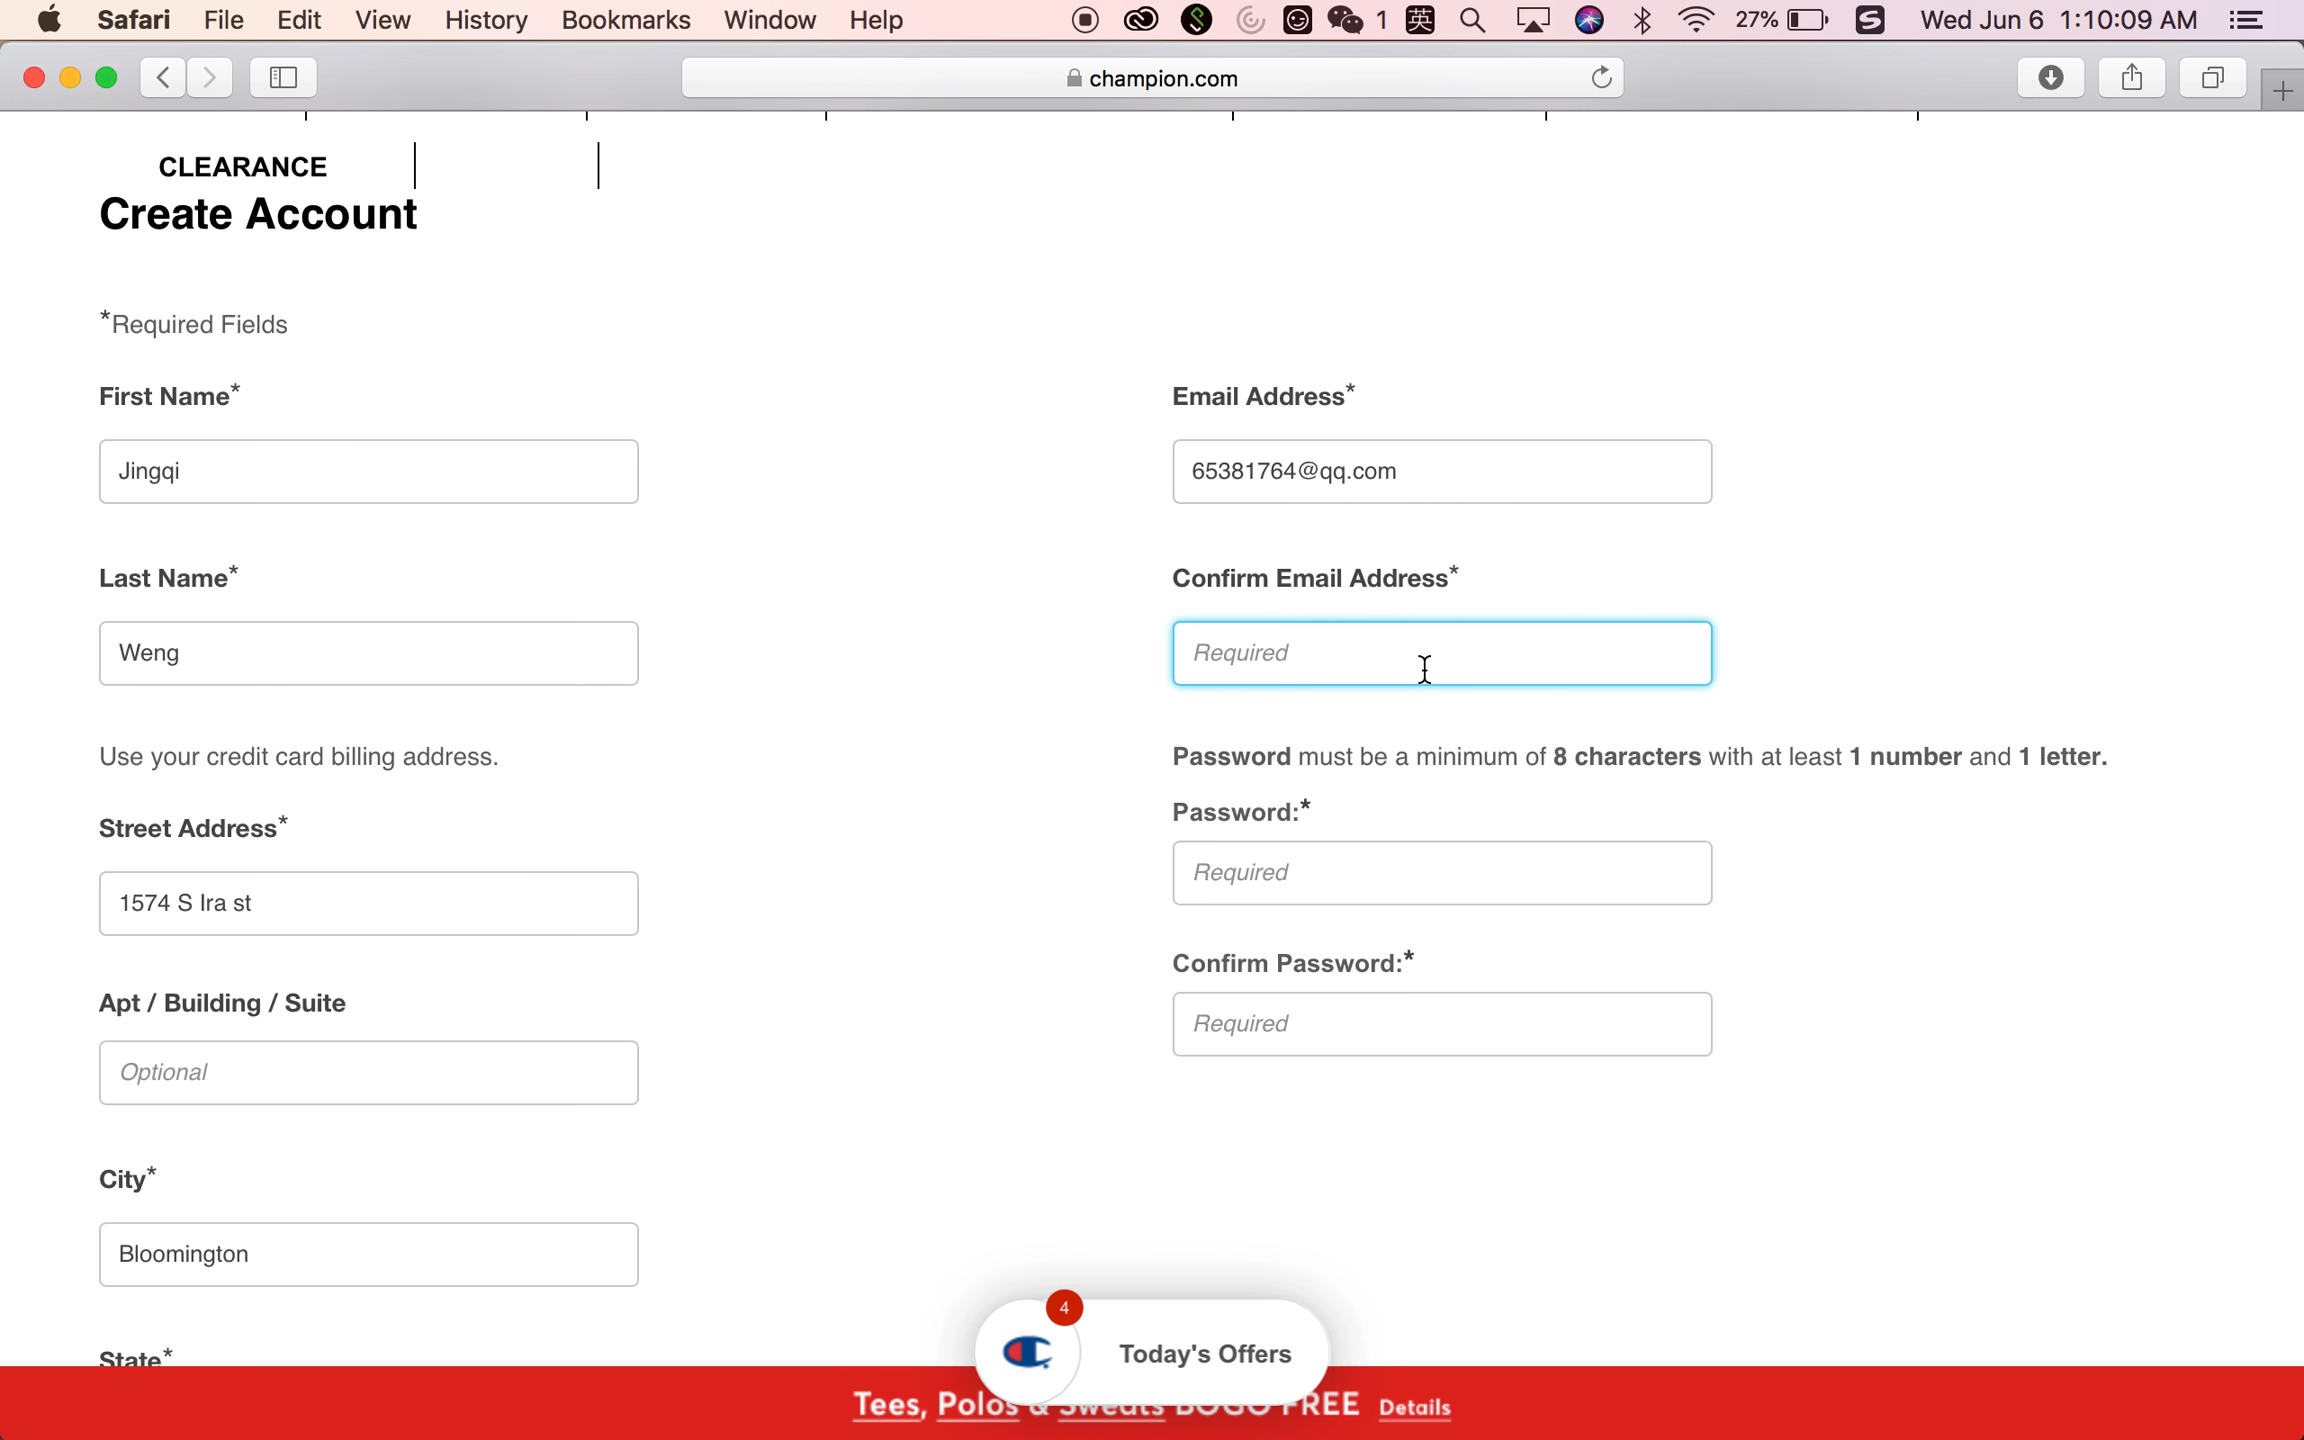 Safari File Edit View History Bookmarks Window Help 1 英 27% Wed Jun 6 1:10:09 AM
champion.com
CLEARANCE
Create Account
*Required Fields
First Name*
Jingqi
Last Name*
Weng
Use your credit card billing address.
Street Address*
1574 S Ira st
Apt / Building / Suite
Optional
City*
Bloomington
State*
Email Address*
65381764@qq.com
Confirm Email Address*
Required
Password must be a minimum of 8 characters with at least 1 number and 1 letter.
Password:*
Required
Confirm Password:*
Required
4
Today's Offers
Tees, Polos & Sweats BOGO FREE Details